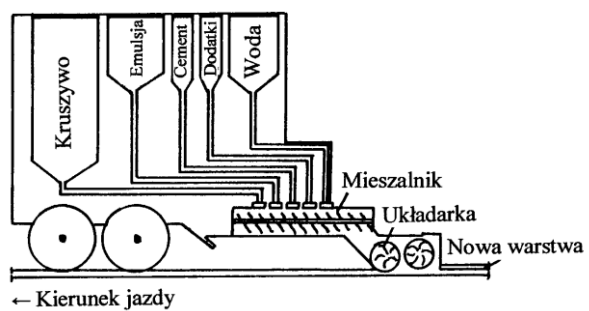 Kruszywo
Emulsja
Cement
Dodatki
Woda
Mieszalnik
Układarka
Nowa warstwa
← Kierunek jazdy